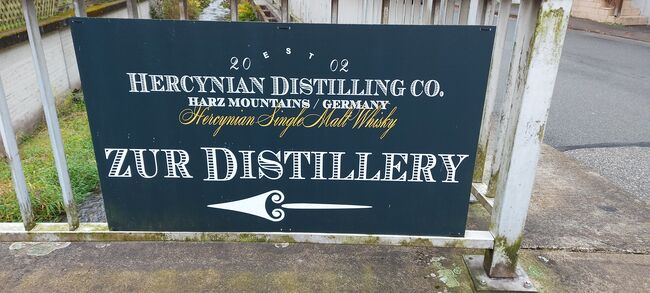 EST
20 02
HERCYNIAN DISTILLING CO.
HARZ MOUNTAINS / GERMANY
Hercynian Single Malt Whisky
ZUR DISTILLERY